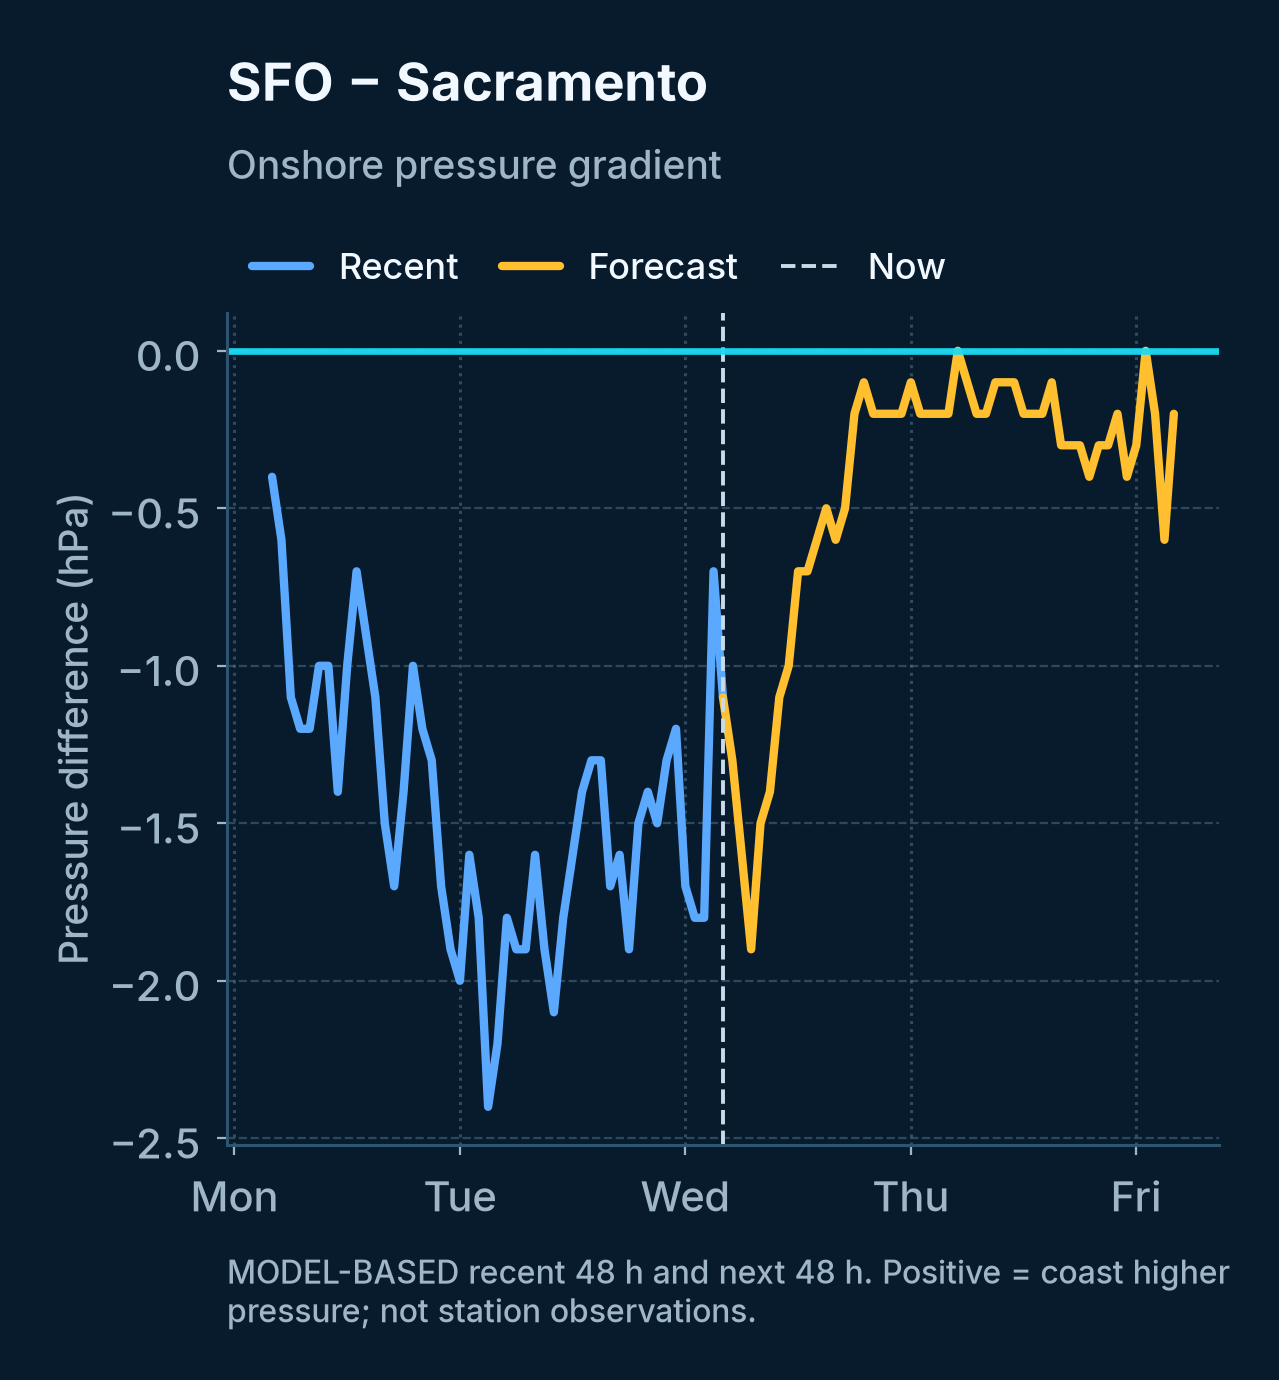 SFO − Sacramento
Onshore pressure gradient
Recent Forecast Now
0.0
−0.5
−1.0
−1.5
−2.0
−2.5
Pressure difference (hPa)
Mon Tue Wed Thu Fri
MODEL-BASED recent 48 h and next 48 h. Positive = coast higher
pressure; not station observations.